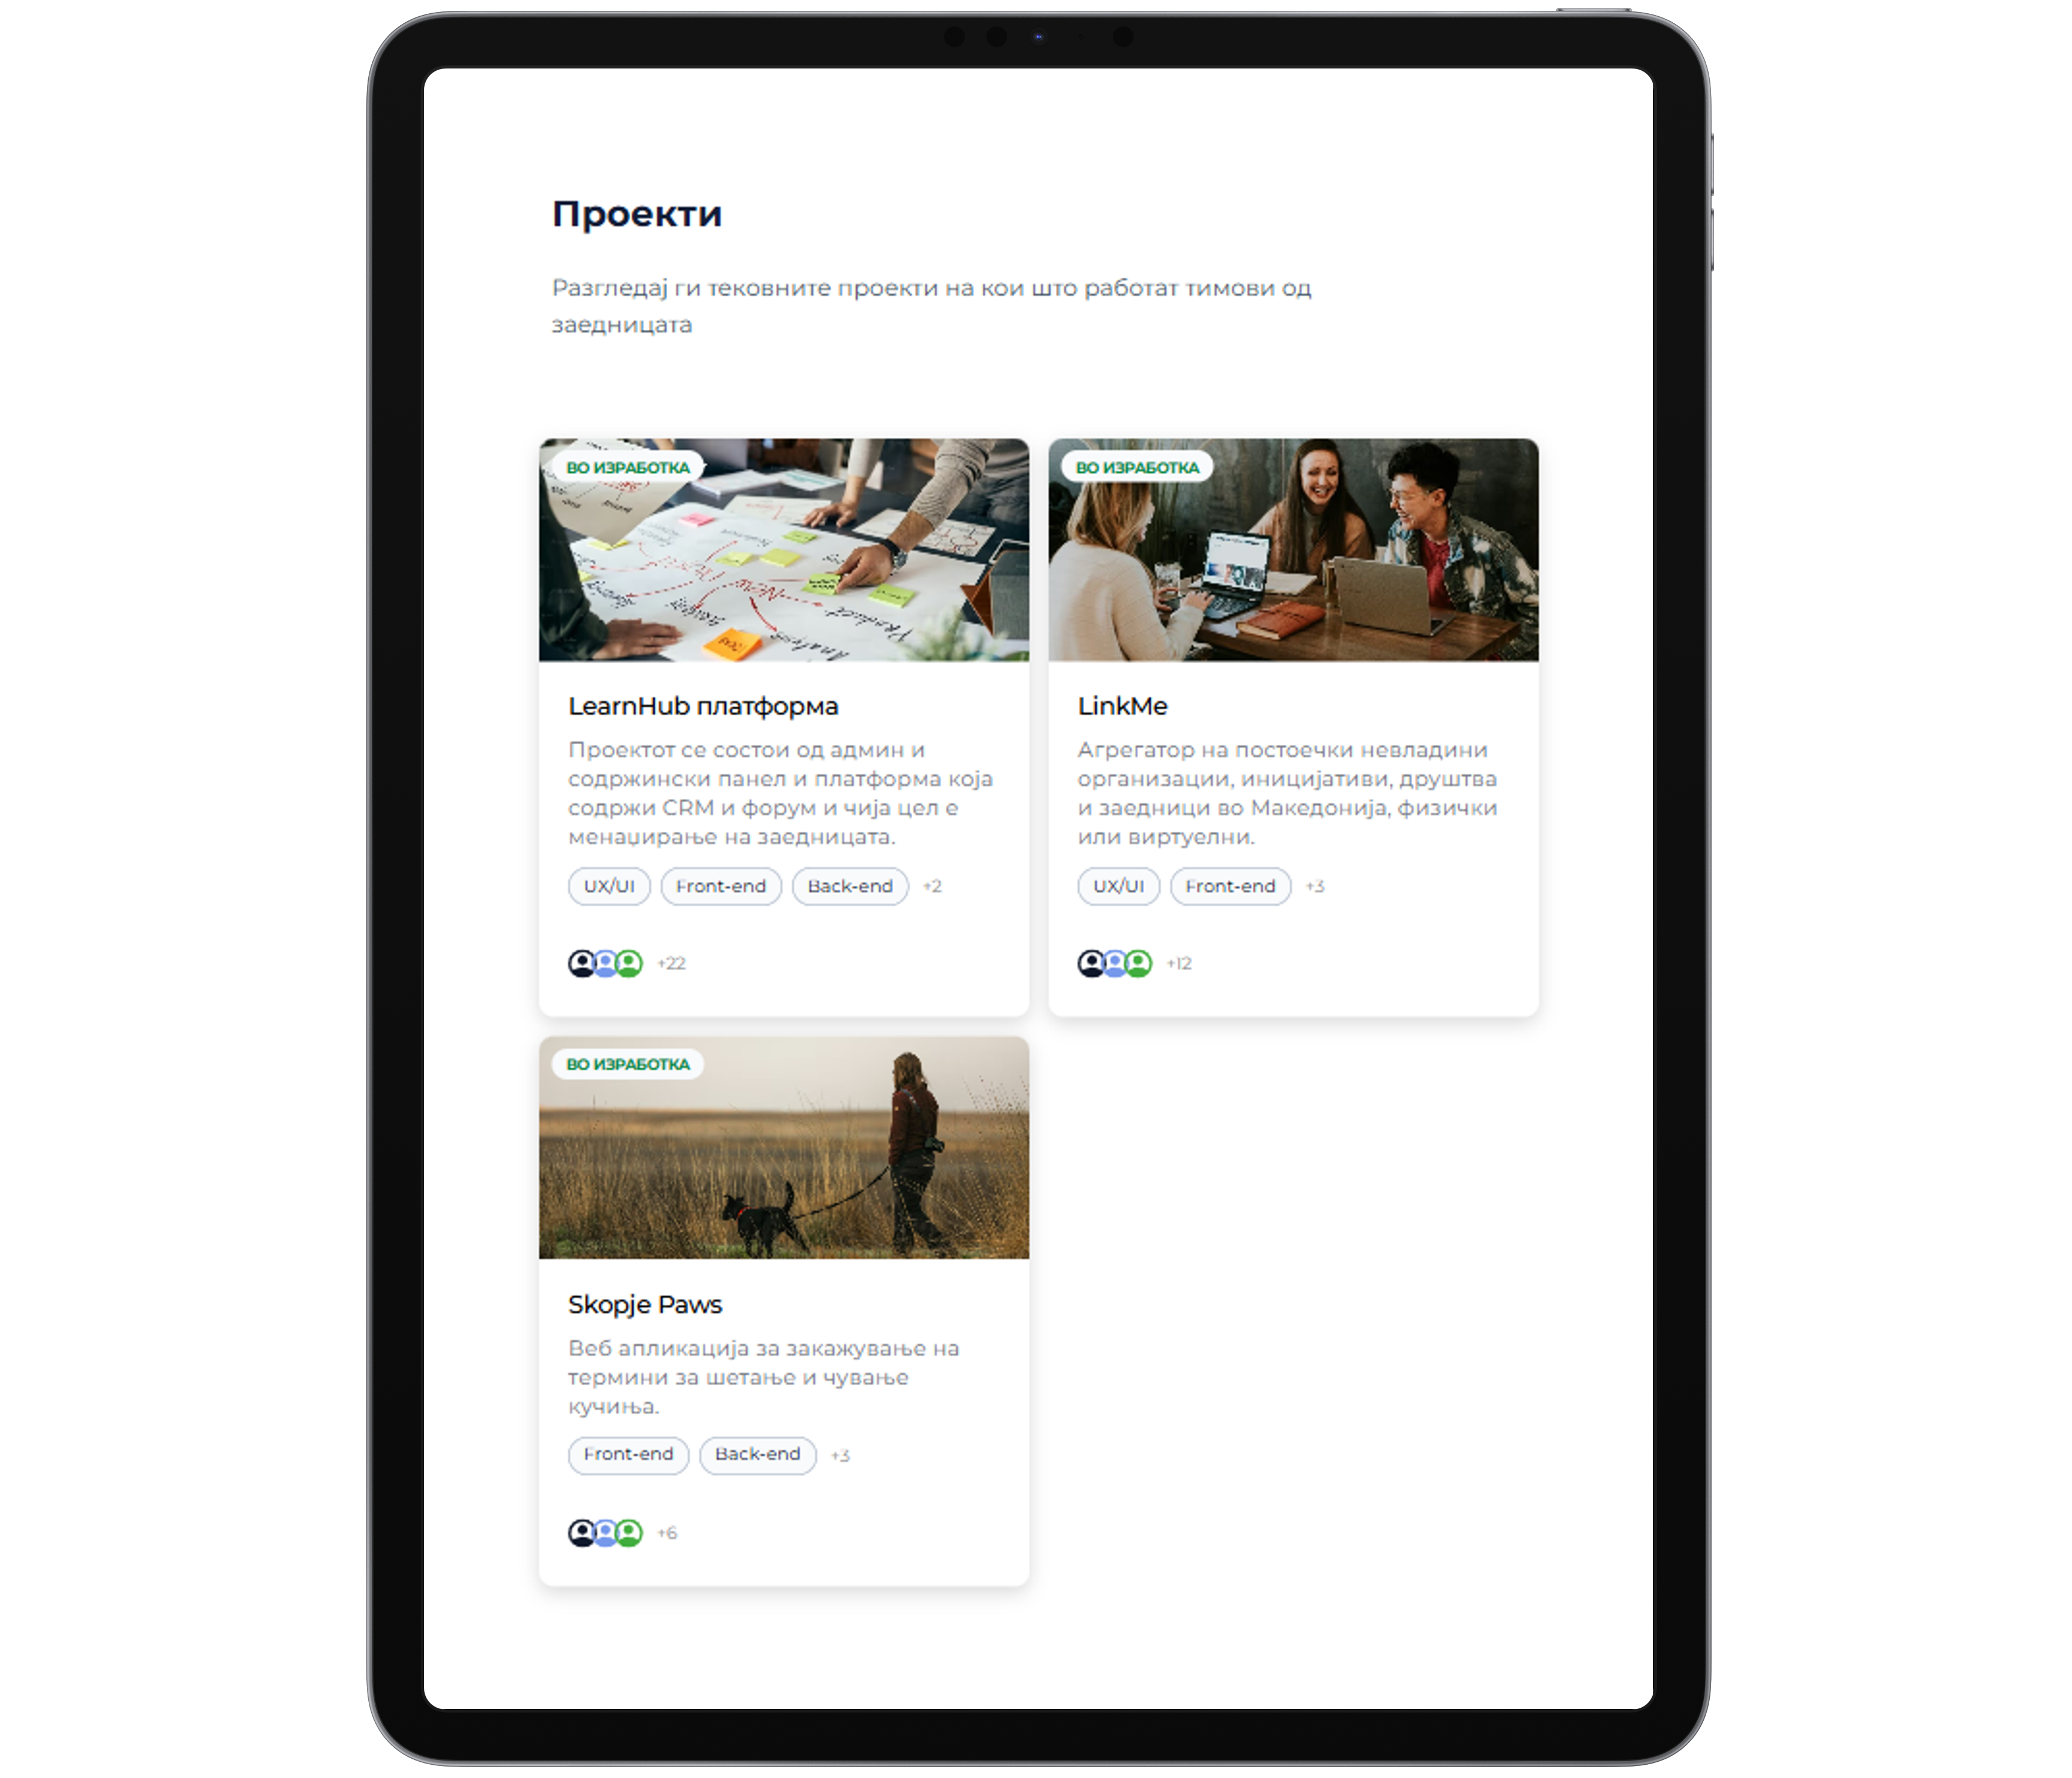 Проекти
Разгледај ги тековните проекти на кои што работат тимови од
заедницата
ВО ИЗРАБОТКА
LearnHub платформа
Проектот се состои од админ и
содржински панел и платформа која
содржи CRM и форум и чија цел е
менаџирање на заедницата.
UX/UI Front-end Back-end +2
+22
ВО ИЗРАБОТКА
LinkMe
Агрегатор на постоечки невладини
организации, иницијативи, друштва
и заедници во Македонија, физички
или виртуелни.
UX/UI Front-end +3
+12
ВО ИЗРАБОТКА
Skopje Paws
Веб апликација за закажување на
термини за шетање и чување
кучиња.
Front-end Back-end +3
+6